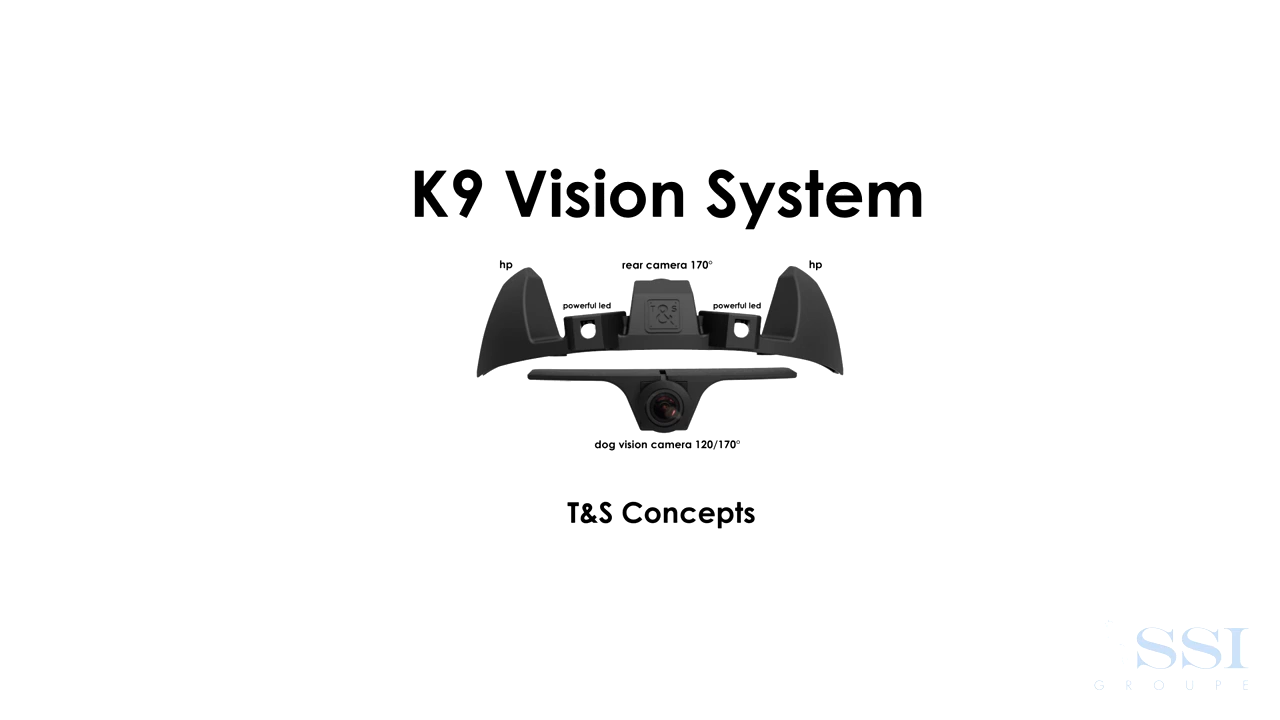 K9 Vision System
hp
rear camera 170°
hp
powerful led
powerful led
T&S
dog vision camera 120/170°
T&S Concepts
SSI
GROUPE